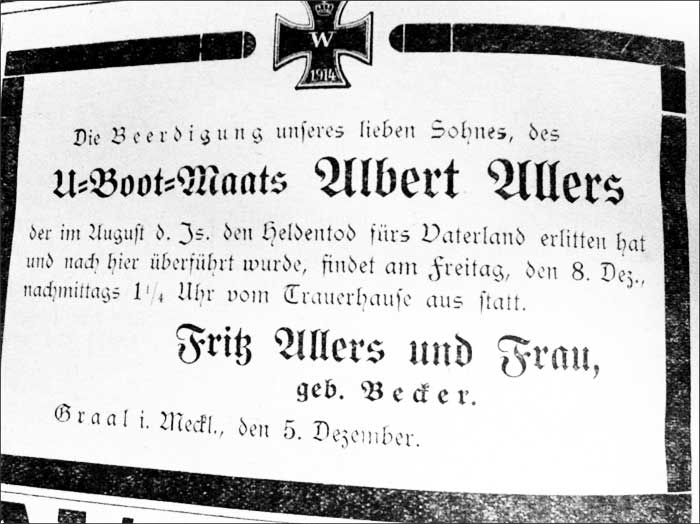 W
1914
Die Beerdigung unseres lieben Sohnes, des
U=Boot=Maats Albert Allers
der im August d. Js. den Heldentod fürs Vaterland erlitten hat
und nach hier überführt wurde, findet am Freitag, den 8. Dez.,
nachmittags 1¼ Uhr vom Trauerhause aus statt.
Fritz Allers und Frau,
geb. Becker.
Graal i. Meckl., den 5. Dezember.